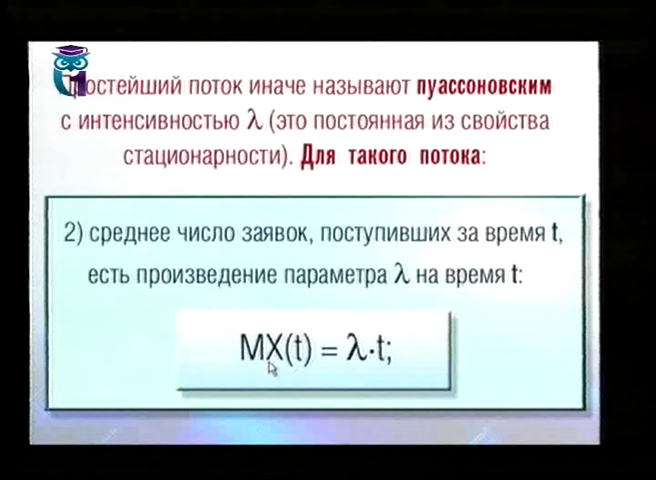 Простейший поток иначе называют пуассоновским
с интенсивностью λ (это постоянная из свойства
стационарности). Для такого потока:
2) среднее число заявок, поступивших за время t,
есть произведение параметра λ на время t:
MX(t) = λ·t;